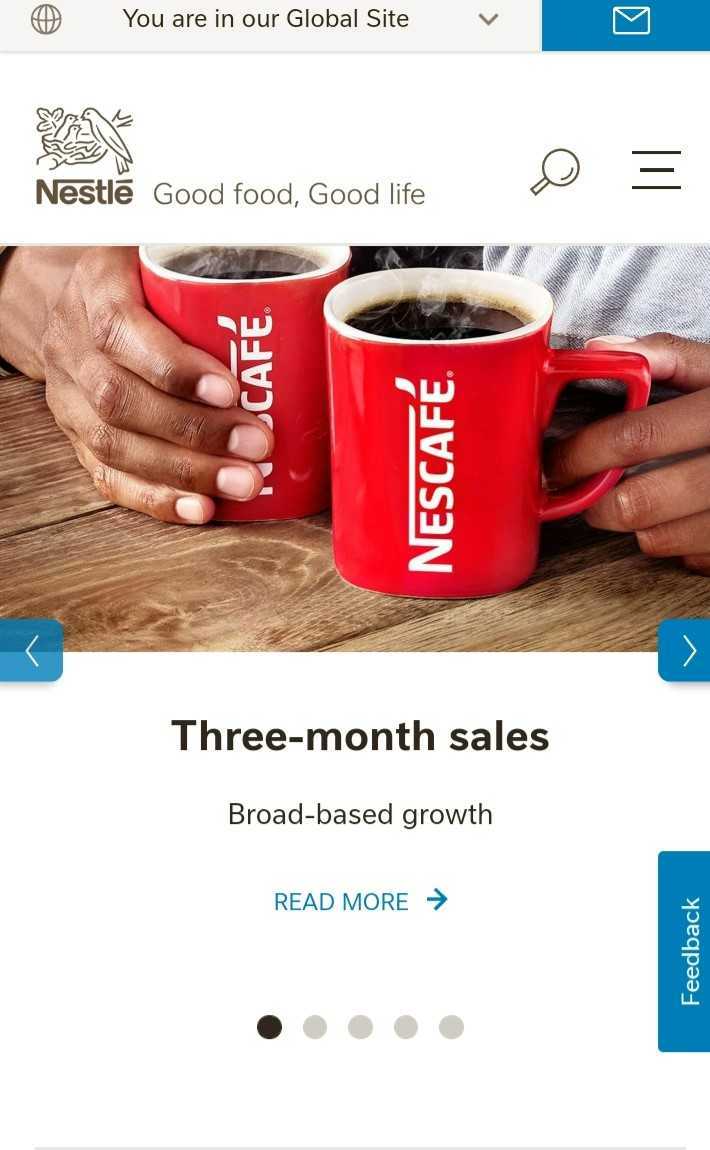 You are in our Global Site
Nestlé
Good food, Good life
NESCAFÉ®
NESCAFÉ®
Three-month sales
Broad-based growth
READ MORE
Feedback